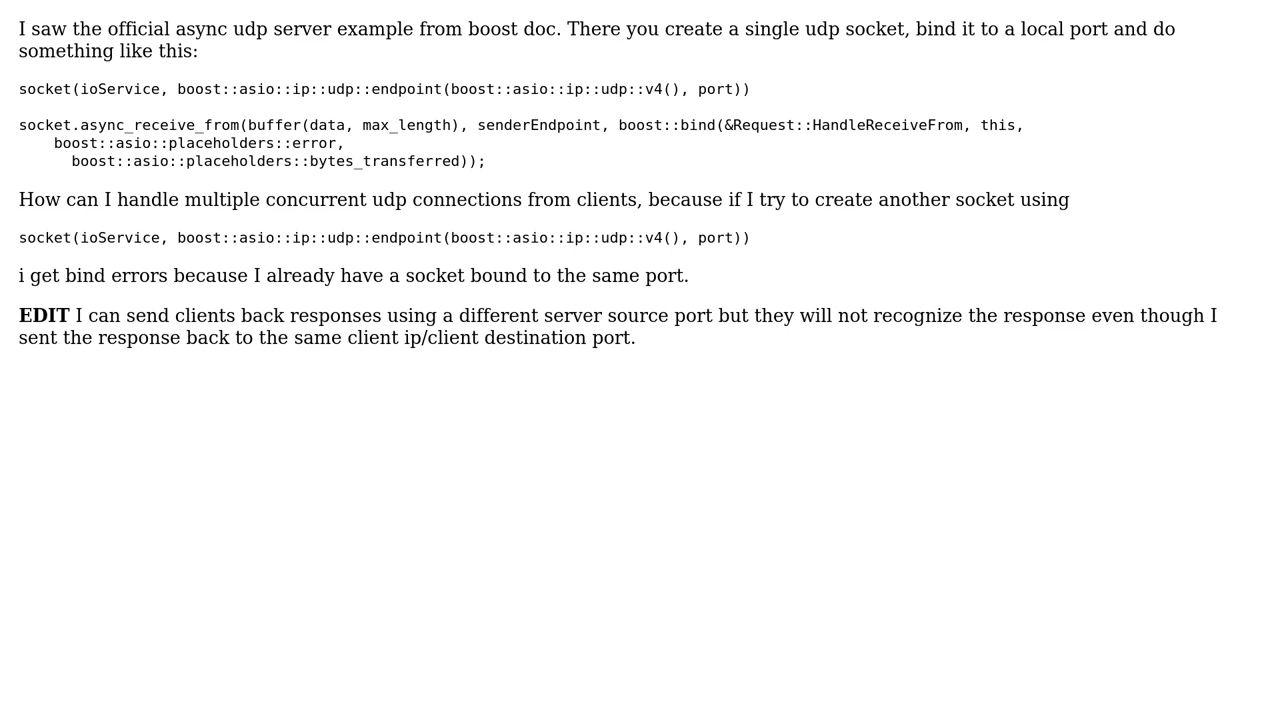 I saw the official async udp server example from boost doc. There you create a single udp socket, bind it to a local port and do
something like this:
socket(ioService, boost::asio::ip::udp::endpoint(boost::asio::ip::udp::v4(), port))
socket.async_receive_from(buffer(data, max_length), senderEndpoint, boost::bind(&Request::HandleReceiveFrom, this,
    boost::asio::placeholders::error,
      boost::asio::placeholders::bytes_transferred));
How can I handle multiple concurrent udp connections from clients, because if I try to create another socket using
socket(ioService, boost::asio::ip::udp::endpoint(boost::asio::ip::udp::v4(), port))
i get bind errors because I already have a socket bound to the same port.
EDIT I can send clients back responses using a different server source port but they will not recognize the response even though I
sent the response back to the same client ip/client destination port.